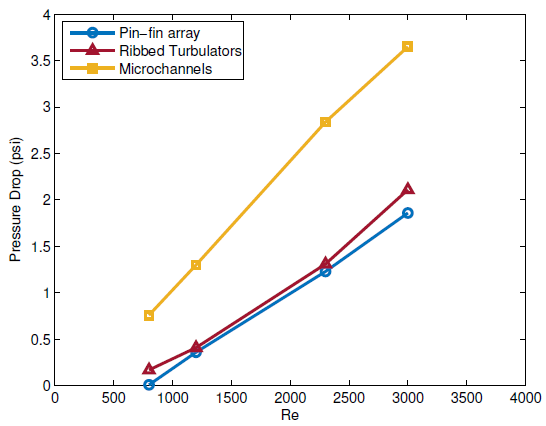 4
3.5
3
2.5
2
1.5
1
0.5
0
Pressure Drop (psi)
Pin−fin array
Ribbed Turbulators
Microchannels
0 500 1000 1500 2000 2500 3000 3500 4000
Re